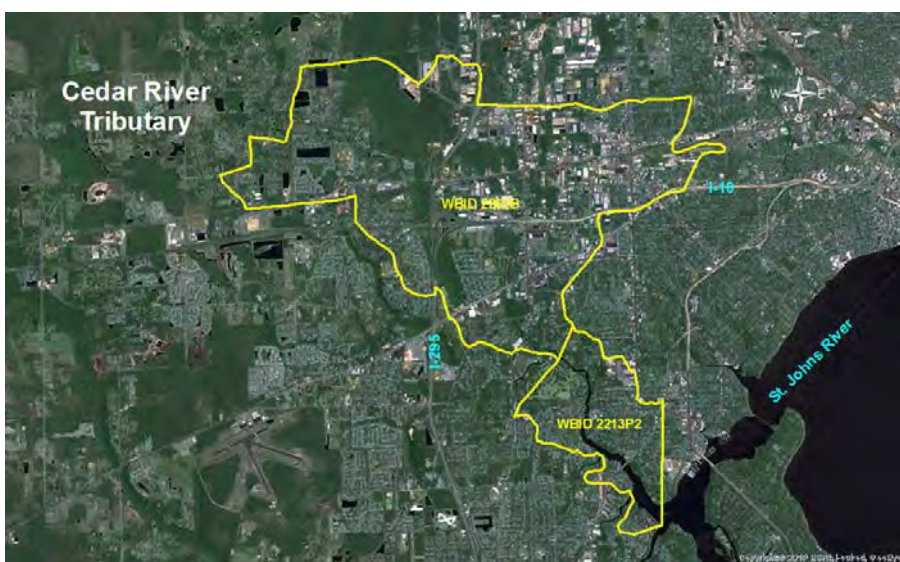 Cedar River
Tributary
N
W
E
S
I-10
WBID
I-295
St. Johns River
WBID 2213P2